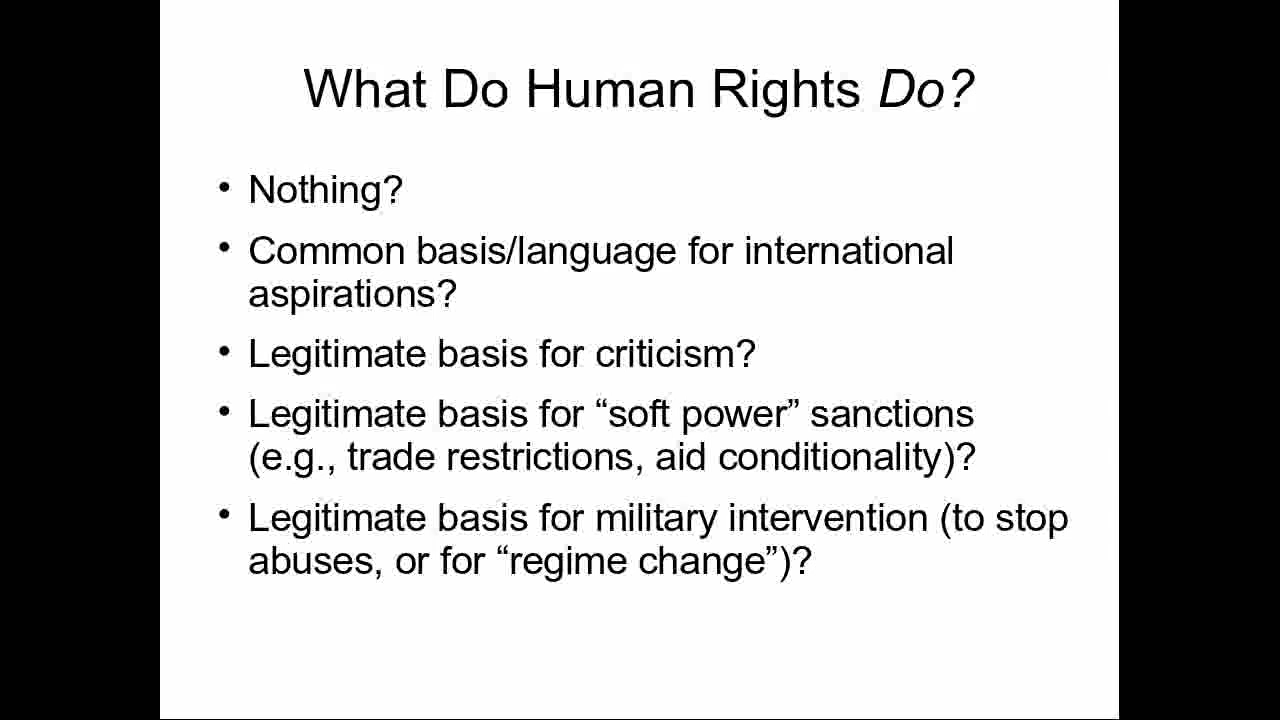 What Do Human Rights Do?
• Nothing?
• Common basis/language for international
aspirations?
• Legitimate basis for criticism?
• Legitimate basis for “soft power” sanctions
(e.g., trade restrictions, aid conditionality)?
• Legitimate basis for military intervention (to stop
abuses, or for “regime change”)?